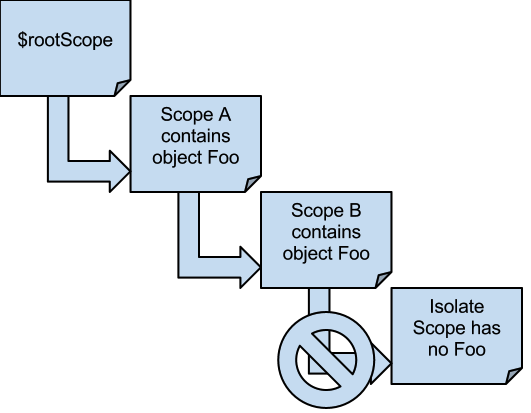 $rootScope
Scope A
contains
object Foo
Scope B
contains
object Foo
Isolate
Scope has
no Foo